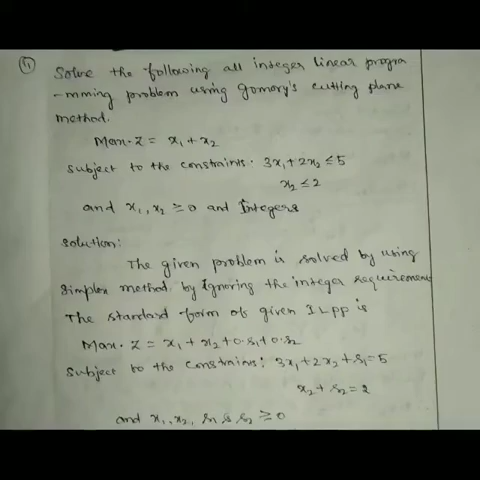 ① Solve the following all integer linear progra
-mming problem using gomory's cutting plane
method.
Max·Z = x₁+x₂
subject to the constraints: 3x₁+2x₂ ≤ 5
x₂ ≤ 2
and x₁, x₂ ≥ 0 and Integers
solution:
The given problem is solved by using
simplex method by Ignoring the integer requirement
The standard form of given ILPP is
Max· Z = x₁ + x₂ + 0·s₁+0·s₂
subject to the constrains: 3x₁+2x₂+s₁=5
x₂ + s₂ = 2
and x₁, x₂, s₁ & s₂ ≥ 0